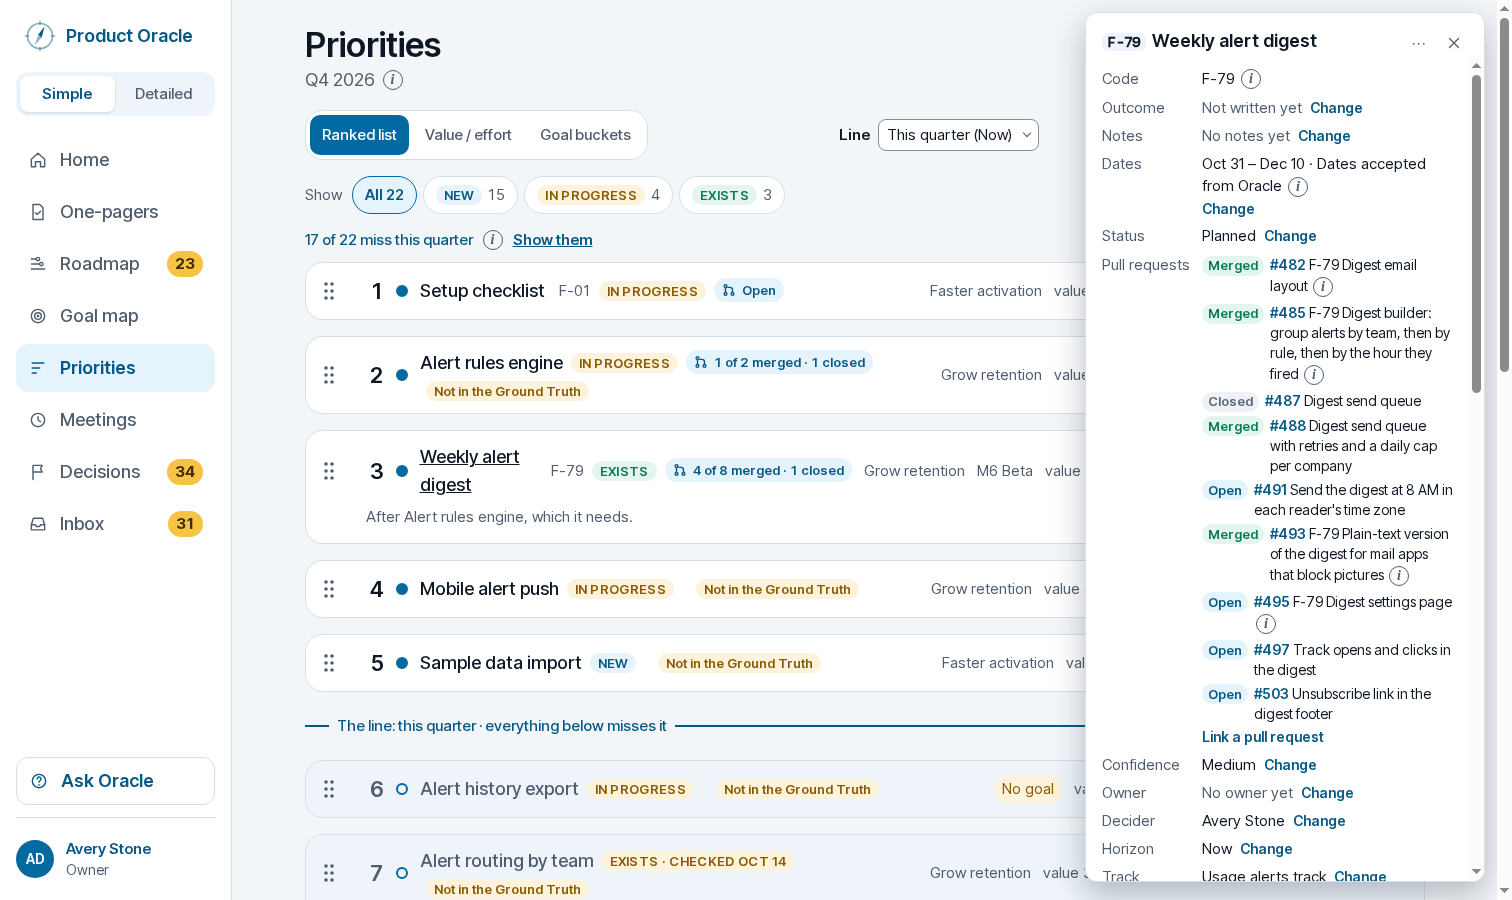 Product Oracle
Simple
Detailed
Home
One-pagers
Roadmap
23
Goal map
Priorities
Meetings
Decisions
34
Inbox
31
Ask Oracle
AD
Avery Stone
Owner
Priorities
Q4 2026 i
Ranked list
Value / effort
Goal buckets
Line
This quarter (Now)
Show
All 22
NEW 15
IN PROGRESS 4
EXISTS 3
17 of 22 miss this quarter i Show them
1 Setup checklist F-01 IN PROGRESS Open Faster activation value
2 Alert rules engine IN PROGRESS 1 of 2 merged · 1 closed
Not in the Ground Truth
Grow retention value
3 Weekly alert
digest
F-79 EXISTS 4 of 8 merged · 1 closed Grow retention M6 Beta value
After Alert rules engine, which it needs.
4 Mobile alert push IN PROGRESS Not in the Ground Truth Grow retention value
5 Sample data import NEW Not in the Ground Truth Faster activation val
The line: this quarter · everything below misses it
6 Alert history export IN PROGRESS Not in the Ground Truth No goal va
7 Alert routing by team EXISTS · CHECKED OCT 14
Not in the Ground Truth
Grow retention value
F-79 Weekly alert digest
Code F-79 i
Outcome Not written yet Change
Notes No notes yet Change
Dates Oct 31 – Dec 10 · Dates accepted
from Oracle i
Change
Status Planned Change
Pull requests Merged #482 F-79 Digest email
layout i
Merged #485 F-79 Digest builder:
group alerts by team, then by
rule, then by the hour they
fired i
Closed #487 Digest send queue
Merged #488 Digest send queue
with retries and a daily cap
per company
Open #491 Send the digest at 8 AM in
each reader's time zone
Merged #493 F-79 Plain-text version
of the digest for mail apps
that block pictures i
Open #495 F-79 Digest settings page
i
Open #497 Track opens and clicks in
the digest
Open #503 Unsubscribe link in the
digest footer
Link a pull request
Confidence Medium Change
Owner No owner yet Change
Decider Avery Stone Change
Horizon Now Change
Track Usage alerts track Change